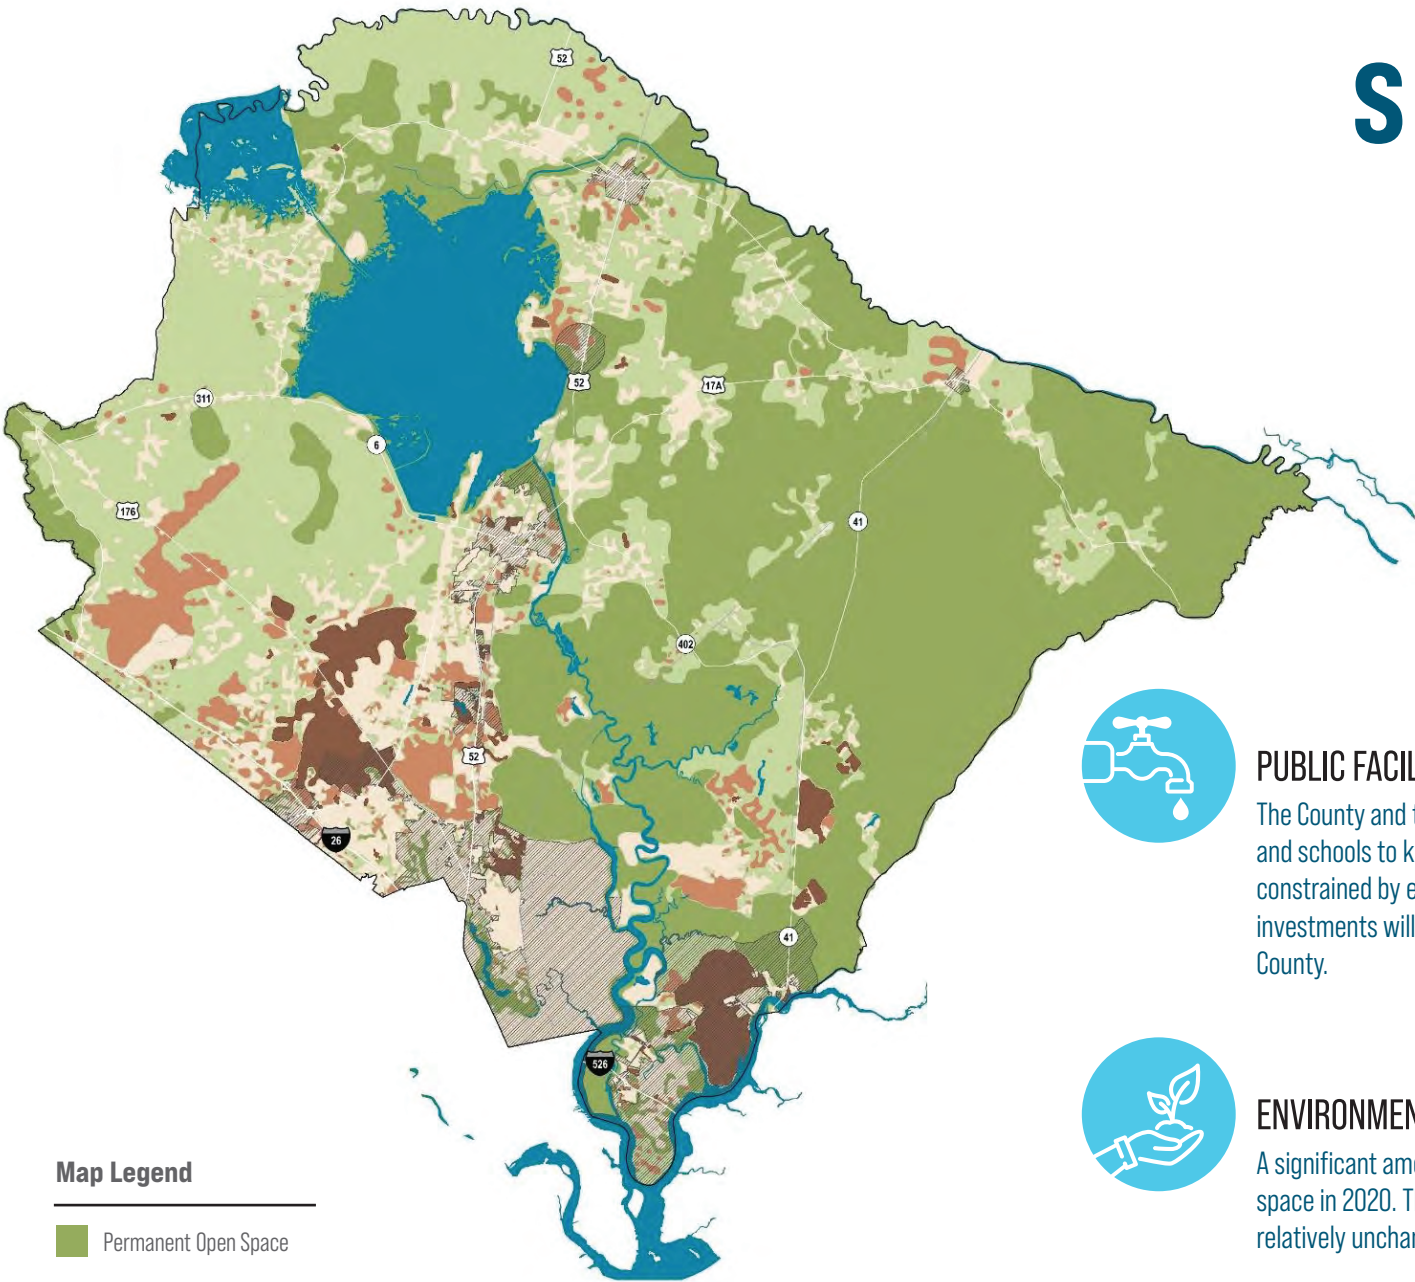 S
52
52
17A
311
6
176
41
402
52
26
41
526
PUBLIC FACIL
The County and t
and schools to k
constrained by e
investments will
County.
ENVIRONMEN
A significant amo
space in 2020. T
relatively unchar
Map Legend
Permanent Open Space